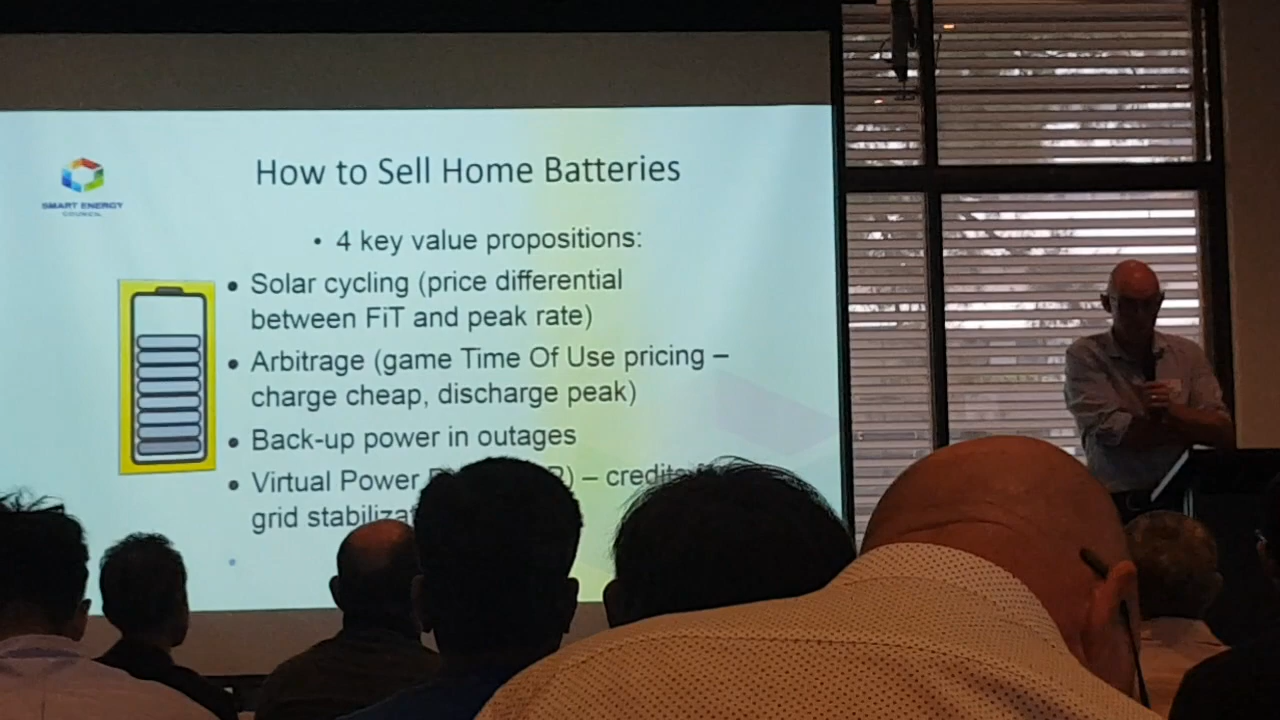 How to Sell Home Batteries
SMART ENERGY
COUNCIL
• 4 key value propositions:
• Solar cycling (price differential
between FiT and peak rate)
• Arbitrage (game Time Of Use pricing –
charge cheap, discharge peak)
• Back-up power in outages
• Virtual Power – credits
grid